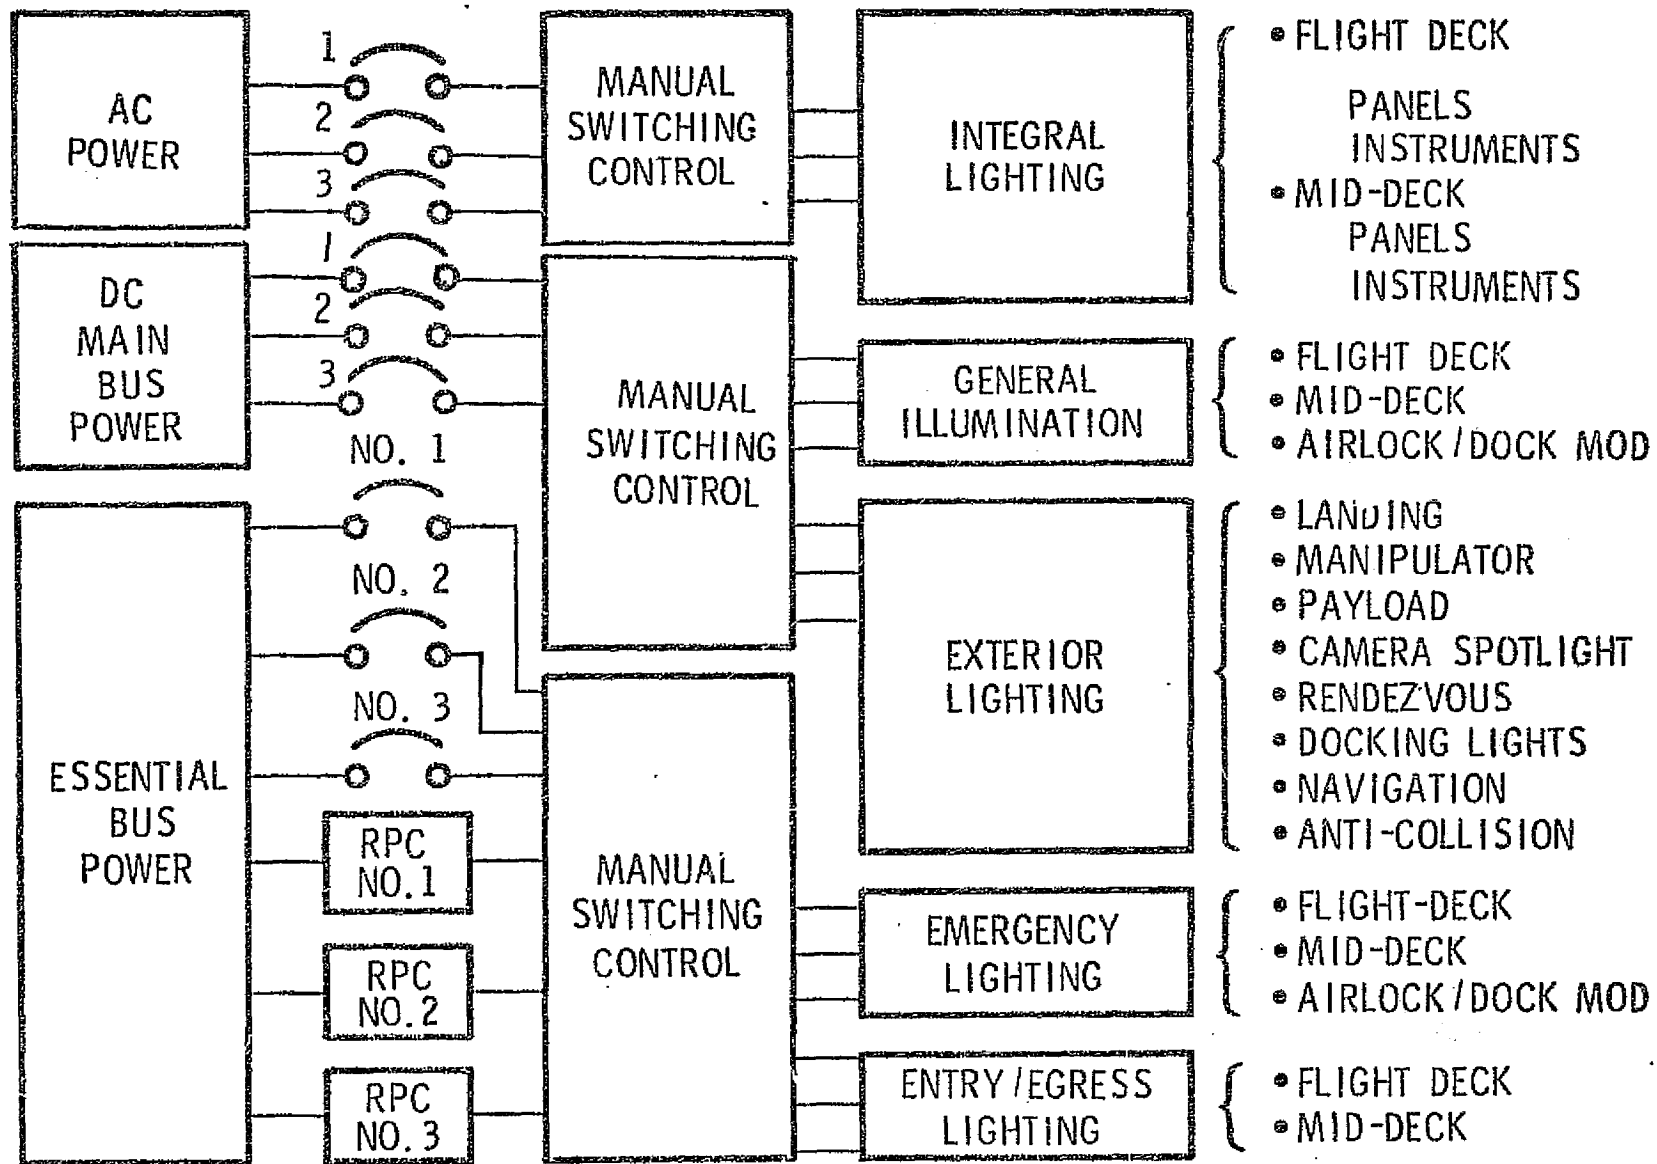 AC
POWER
1
2
3
MANUAL
SWITCHING
CONTROL
INTEGRAL
LIGHTING
• FLIGHT DECK
PANELS
INSTRUMENTS
• MID-DECK
PANELS
INSTRUMENTS
DC
MAIN
BUS
POWER
1
2
3
MANUAL
SWITCHING
CONTROL
GENERAL
ILLUMINATION
• FLIGHT DECK
• MID-DECK
• AIRLOCK/DOCK MOD
EXTERIOR
LIGHTING
• LANDING
• MANIPULATOR
• PAYLOAD
• CAMERA SPOTLIGHT
• RENDEZVOUS
• DOCKING LIGHTS
• NAVIGATION
• ANTI-COLLISION
ESSENTIAL
BUS
POWER
NO. 1
NO. 2
NO. 3
RPC
NO. 1
RPC
NO. 2
RPC
NO. 3
MANUAL
SWITCHING
CONTROL
EMERGENCY
LIGHTING
• FLIGHT-DECK
• MID-DECK
• AIRLOCK/DOCK MOD
ENTRY/EGRESS
LIGHTING
• FLIGHT DECK
• MID-DECK